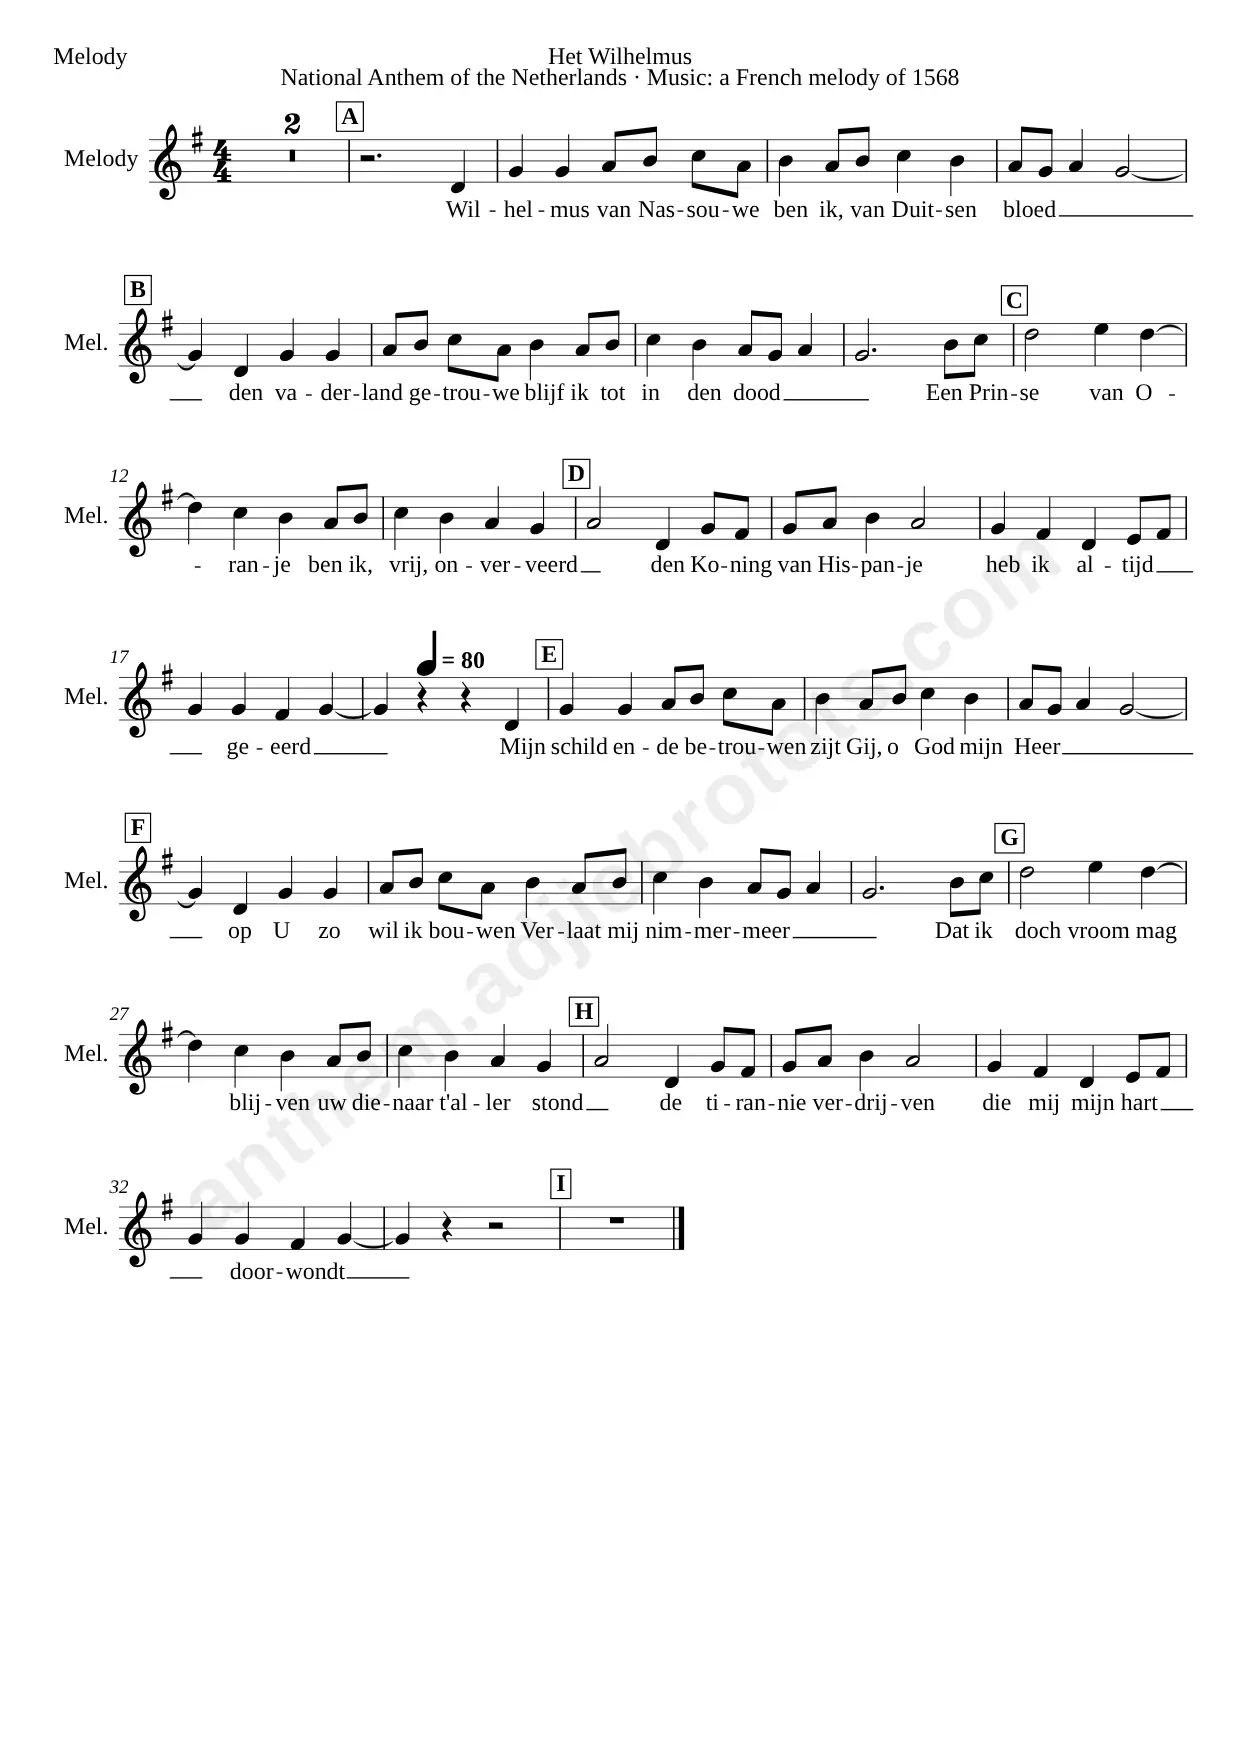 Melody
Het Wilhelmus
National Anthem of the Netherlands · Music: a French melody of 1568
2
A
Melody
4
4
Wil - hel - mus van Nas - sou - we ben ik, van Duit - sen bloed
B
C
Mel.
den va - der - land ge - trou - we blijf ik tot in den dood Een Prin - se van O -
12
D
Mel.
- ran - je ben ik, vrij, on - ver - veerd den Ko - ning van His - pan - je heb ik al - tijd
17
= 80
E
Mel.
ge - eerd Mijn schild en - de be - trou - wen zijt Gij, o God mijn Heer
F
G
Mel.
op U zo wil ik bou - wen Ver - laat mij nim - mer - meer Dat ik doch vroom mag
27
H
Mel.
blij - ven uw die - naar t'al - ler stond de ti - ran - nie ver - drij - ven die mij mijn hart
32
I
Mel.
door - wondt
anthem.adjiebrotots.com